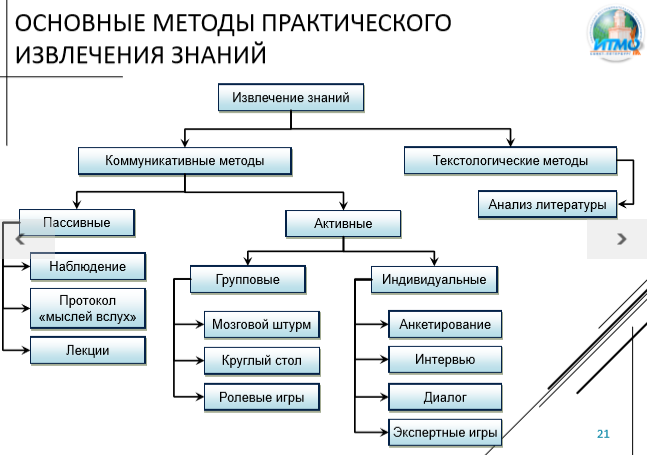 ОСНОВНЫЕ МЕТОДЫ ПРАКТИЧЕСКОГО
ИЗВЛЕЧЕНИЯ ЗНАНИЙ
ИТМО
Извлечение знаний
Коммуникативные методы
Текстологические методы
Анализ литературы
Пассивные
Активные
Наблюдение
Протокол
«мыслей вслух»
Лекции
Групповые
Мозговой штурм
Круглый стол
Ролевые игры
Индивидуальные
Анкетирование
Интервью
Диалог
Экспертные игры
21